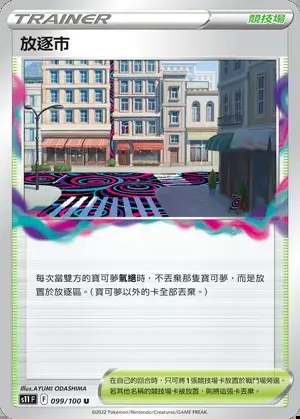 TRAINER 競技場
放逐市
每次當雙方的寶可夢氣絕時，不丟棄那隻寶可夢，而是放
置於放逐區。（寶可夢以外的卡全部丟棄。）
Illus.AYUMI ODASHIMA
s11 F F 099/100 U
在自己的回合時，只可將1張競技場卡放置於戰鬥場旁邊。
若其他名稱的競技場卡被放置，則將這張卡丟棄。
©2022 Pokémon/Nintendo/Creatures/GAME FREAK.